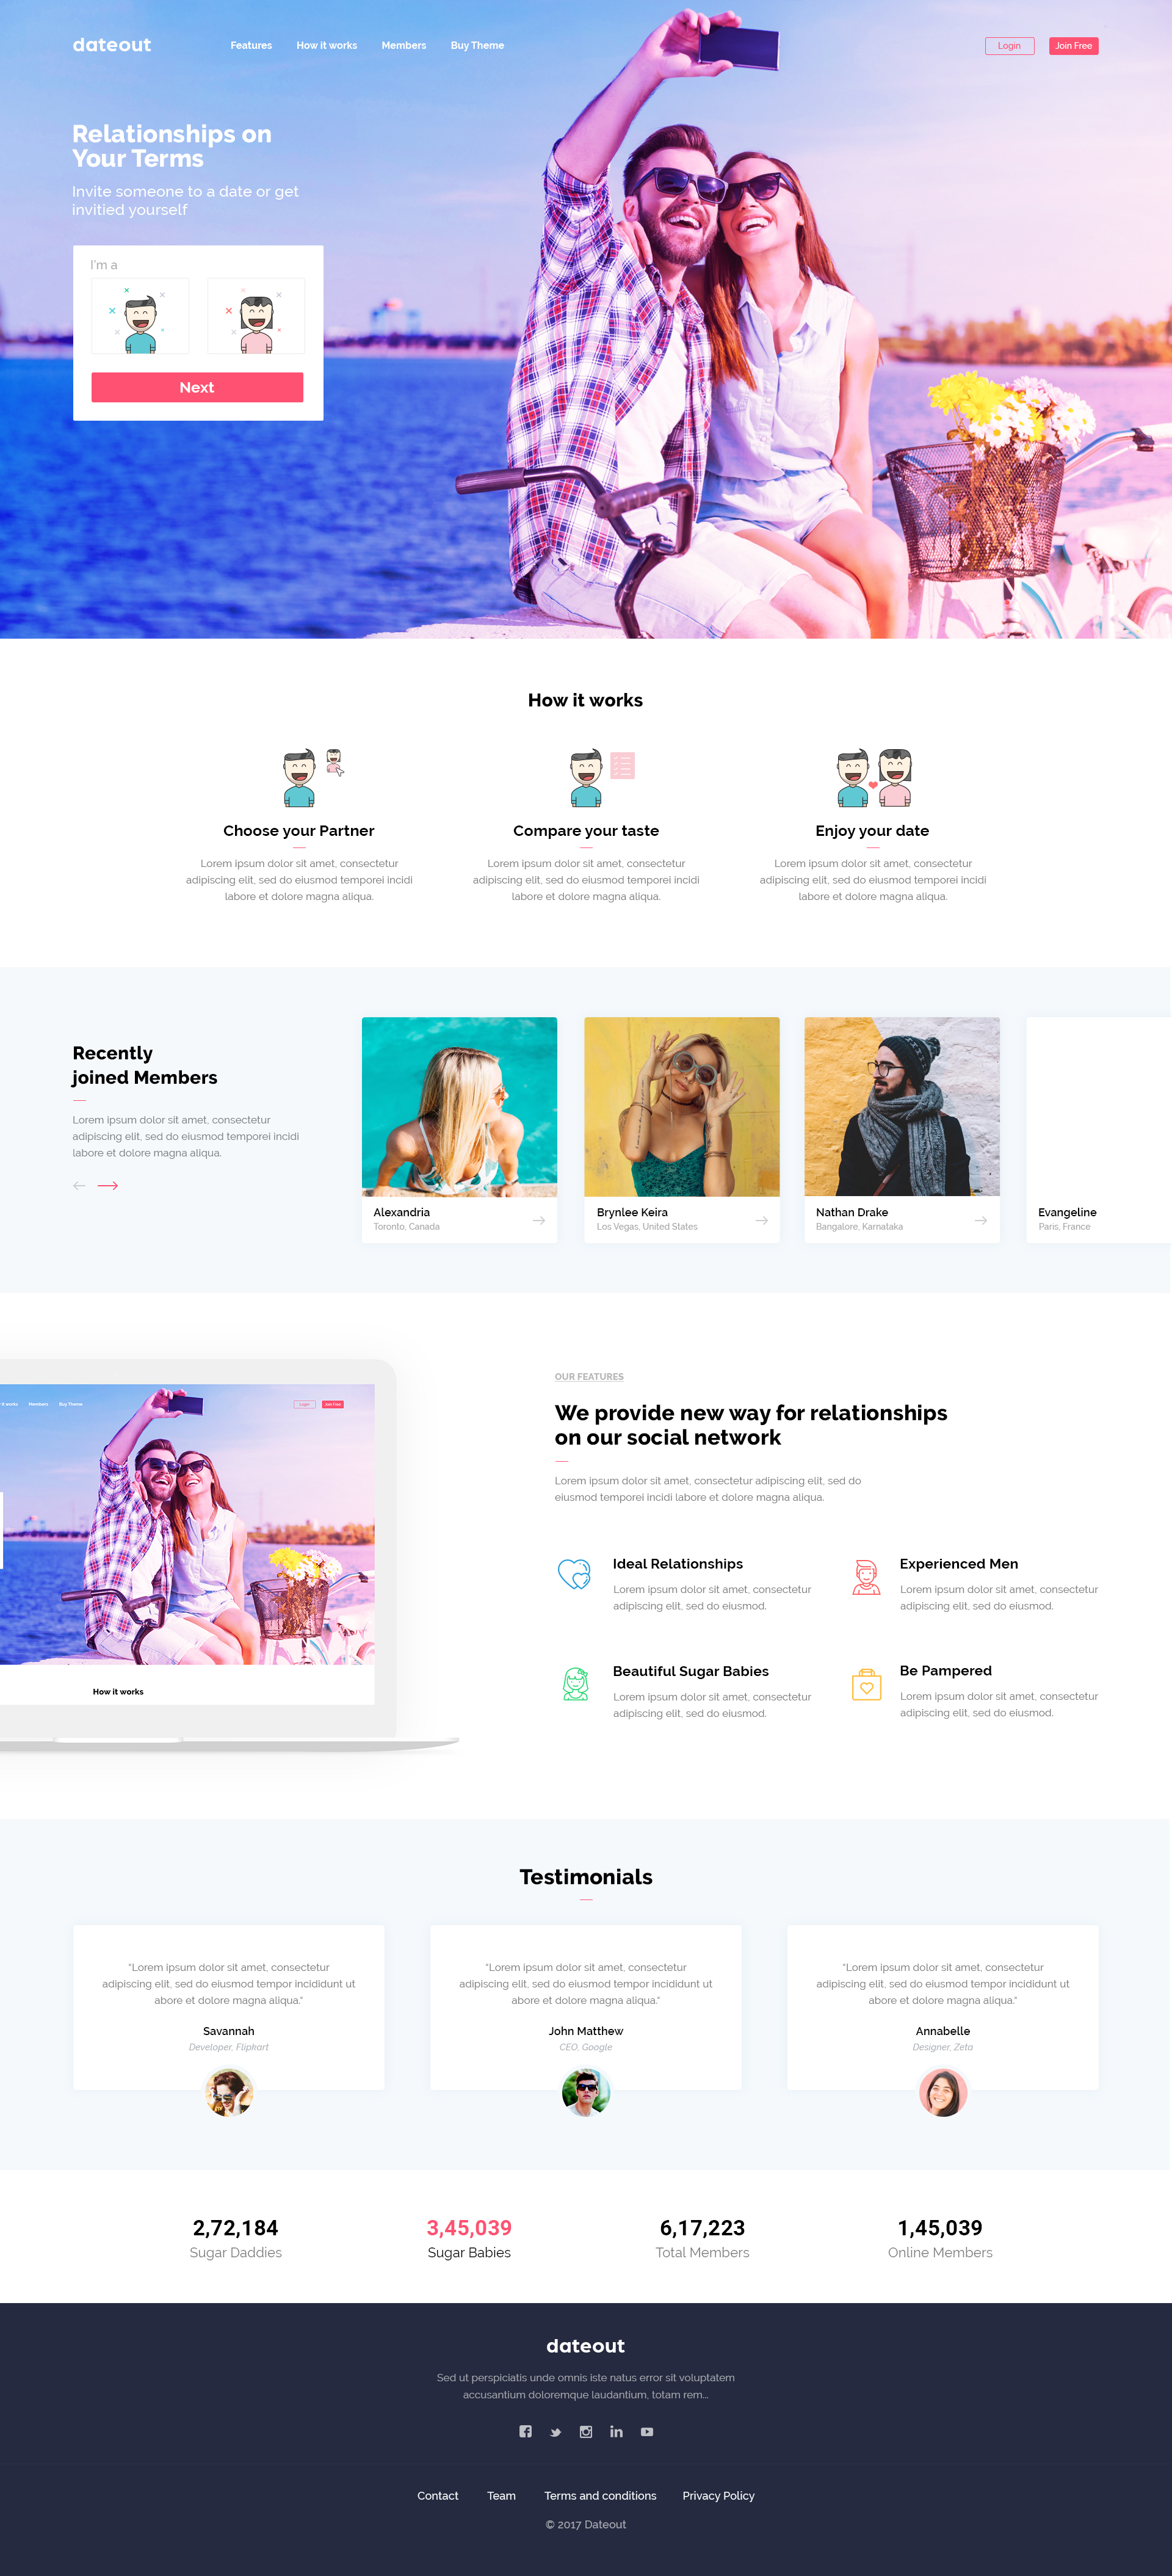 dateout
Features How it works Members Buy Theme
Login Join Free
Relationships on
Your Terms
Invite someone to a date or get
invitied yourself
I'm a
Next
How it works
Choose your Partner
Lorem ipsum dolor sit amet, consectetur
adipiscing elit, sed do eiusmod temporei incidi
labore et dolore magna aliqua.
Compare your taste
Lorem ipsum dolor sit amet, consectetur
adipiscing elit, sed do eiusmod temporei incidi
labore et dolore magna aliqua.
Enjoy your date
Lorem ipsum dolor sit amet, consectetur
adipiscing elit, sed do eiusmod temporei incidi
labore et dolore magna aliqua.
Recently
joined Members
Lorem ipsum dolor sit amet, consectetur
adipiscing elit, sed do eiusmod temporei incidi
labore et dolore magna aliqua.
Alexandria
Toronto, Canada
Brynlee Keira
Los Vegas, United States
Nathan Drake
Bangalore, Karnataka
Evangeline
Paris, France
it works Members Buy Theme
Login Join Free
How it works
OUR FEATURES
We provide new way for relationships
on our social network
Lorem ipsum dolor sit amet, consectetur adipiscing elit, sed do
eiusmod temporei incidi labore et dolore magna aliqua.
Ideal Relationships
Lorem ipsum dolor sit amet, consectetur
adipiscing elit, sed do eiusmod.
Experienced Men
Lorem ipsum dolor sit amet, consectetur
adipiscing elit, sed do eiusmod.
Beautiful Sugar Babies
Lorem ipsum dolor sit amet, consectetur
adipiscing elit, sed do eiusmod.
Be Pampered
Lorem ipsum dolor sit amet, consectetur
adipiscing elit, sed do eiusmod.
Testimonials
"Lorem ipsum dolor sit amet, consectetur
adipiscing elit, sed do eiusmod tempor incididunt ut
abore et dolore magna aliqua."
Savannah
Developer, Flipkart
"Lorem ipsum dolor sit amet, consectetur
adipiscing elit, sed do eiusmod tempor incididunt ut
abore et dolore magna aliqua."
John Matthew
CEO, Google
"Lorem ipsum dolor sit amet, consectetur
adipiscing elit, sed do eiusmod tempor incididunt ut
abore et dolore magna aliqua."
Annabelle
Designer, Zeta
2,72,184
Sugar Daddies
3,45,039
Sugar Babies
6,17,223
Total Members
1,45,039
Online Members
dateout
Sed ut perspiciatis unde omnis iste natus error sit voluptatem
accusantium doloremque laudantium, totam rem...
Contact Team Terms and conditions Privacy Policy
© 2017 Dateout